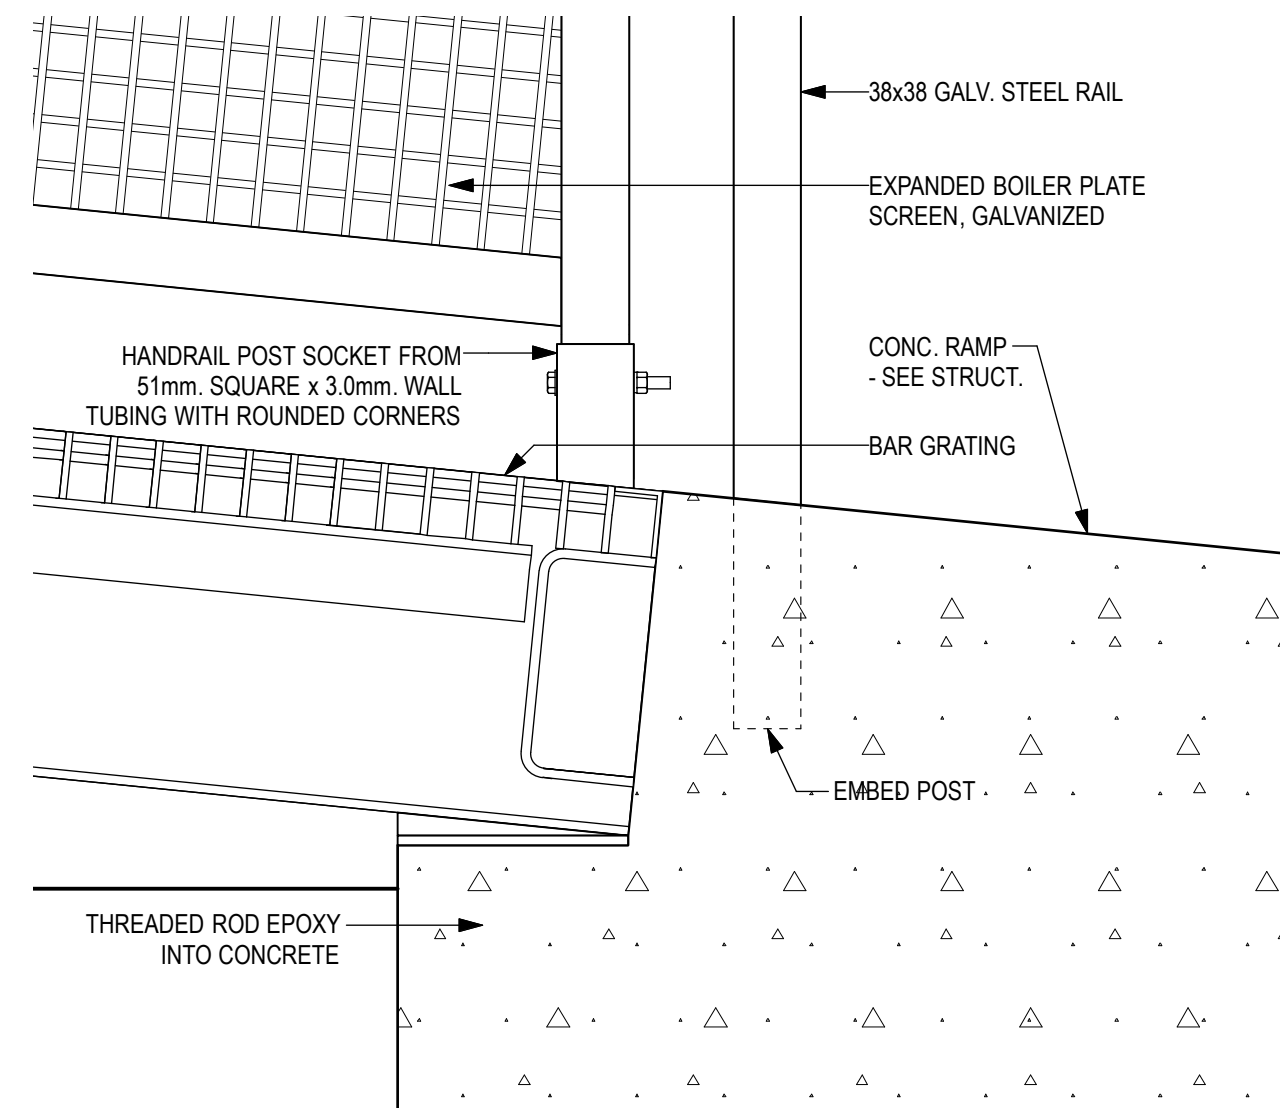 38x38 GALV. STEEL RAIL
EXPANDED BOILER PLATE
SCREEN, GALVANIZED
HANDRAIL POST SOCKET FROM
51mm. SQUARE x 3.0mm. WALL
TUBING WITH ROUNDED CORNERS
CONC. RAMP
- SEE STRUCT.
BAR GRATING
EMBED POST
THREADED ROD EPOXY
INTO CONCRETE